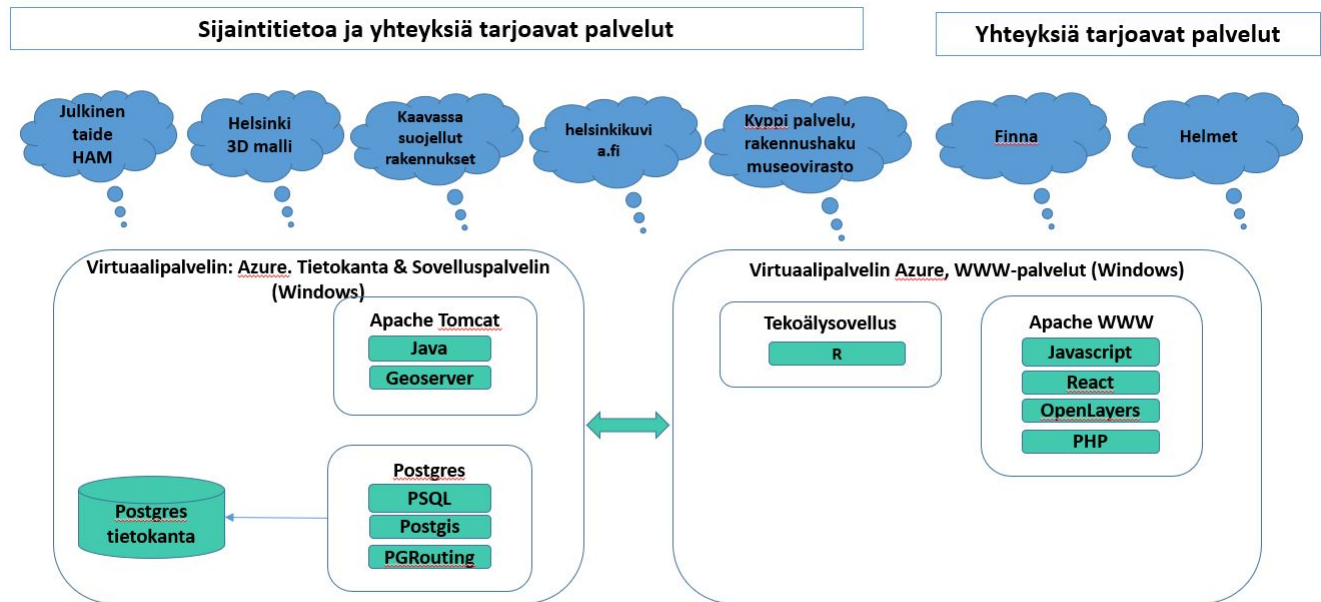 Sijaintitietoa ja yhteyksiä tarjoavat palvelut
Yhteyksiä tarjoavat palvelut
Julkinen
taide
HAM
Helsinki
3D malli
Kaavassa
suojellut
rakennukset
helsinkikuvi
a.fi
Kyppi palvelu,
rakennushaku
museovirasto
Finna
Helmet
Virtuaalipalvelin: Azure. Tietokanta & Sovelluspalvelin
(Windows)
Apache Tomcat
Java
Geoserver
Postgres
PSQL
Postgis
PGRouting
Postgres
tietokanta
Virtuaalipalvelin Azure, WWW-palvelut (Windows)
Tekoälysovellus
R
Apache WWW
Javascript
React
OpenLayers
PHP